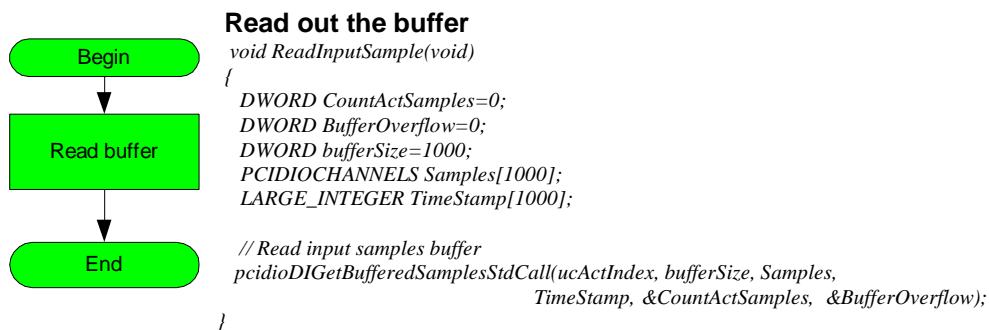 Read out the buffer
Begin
Read buffer
End
void ReadInputSample(void)
{
DWORD CountActSamples=0;
DWORD BufferOverflow=0;
DWORD bufferSize=1000;
PCIDIOCHANNELS Samples[1000];
LARGE_INTEGER TimeStamp[1000];
// Read input samples buffer
pcidioDIGetBufferedSamplesStdCall(ucActIndex, bufferSize, Samples,
TimeStamp, &CountActSamples, &BufferOverflow);
}